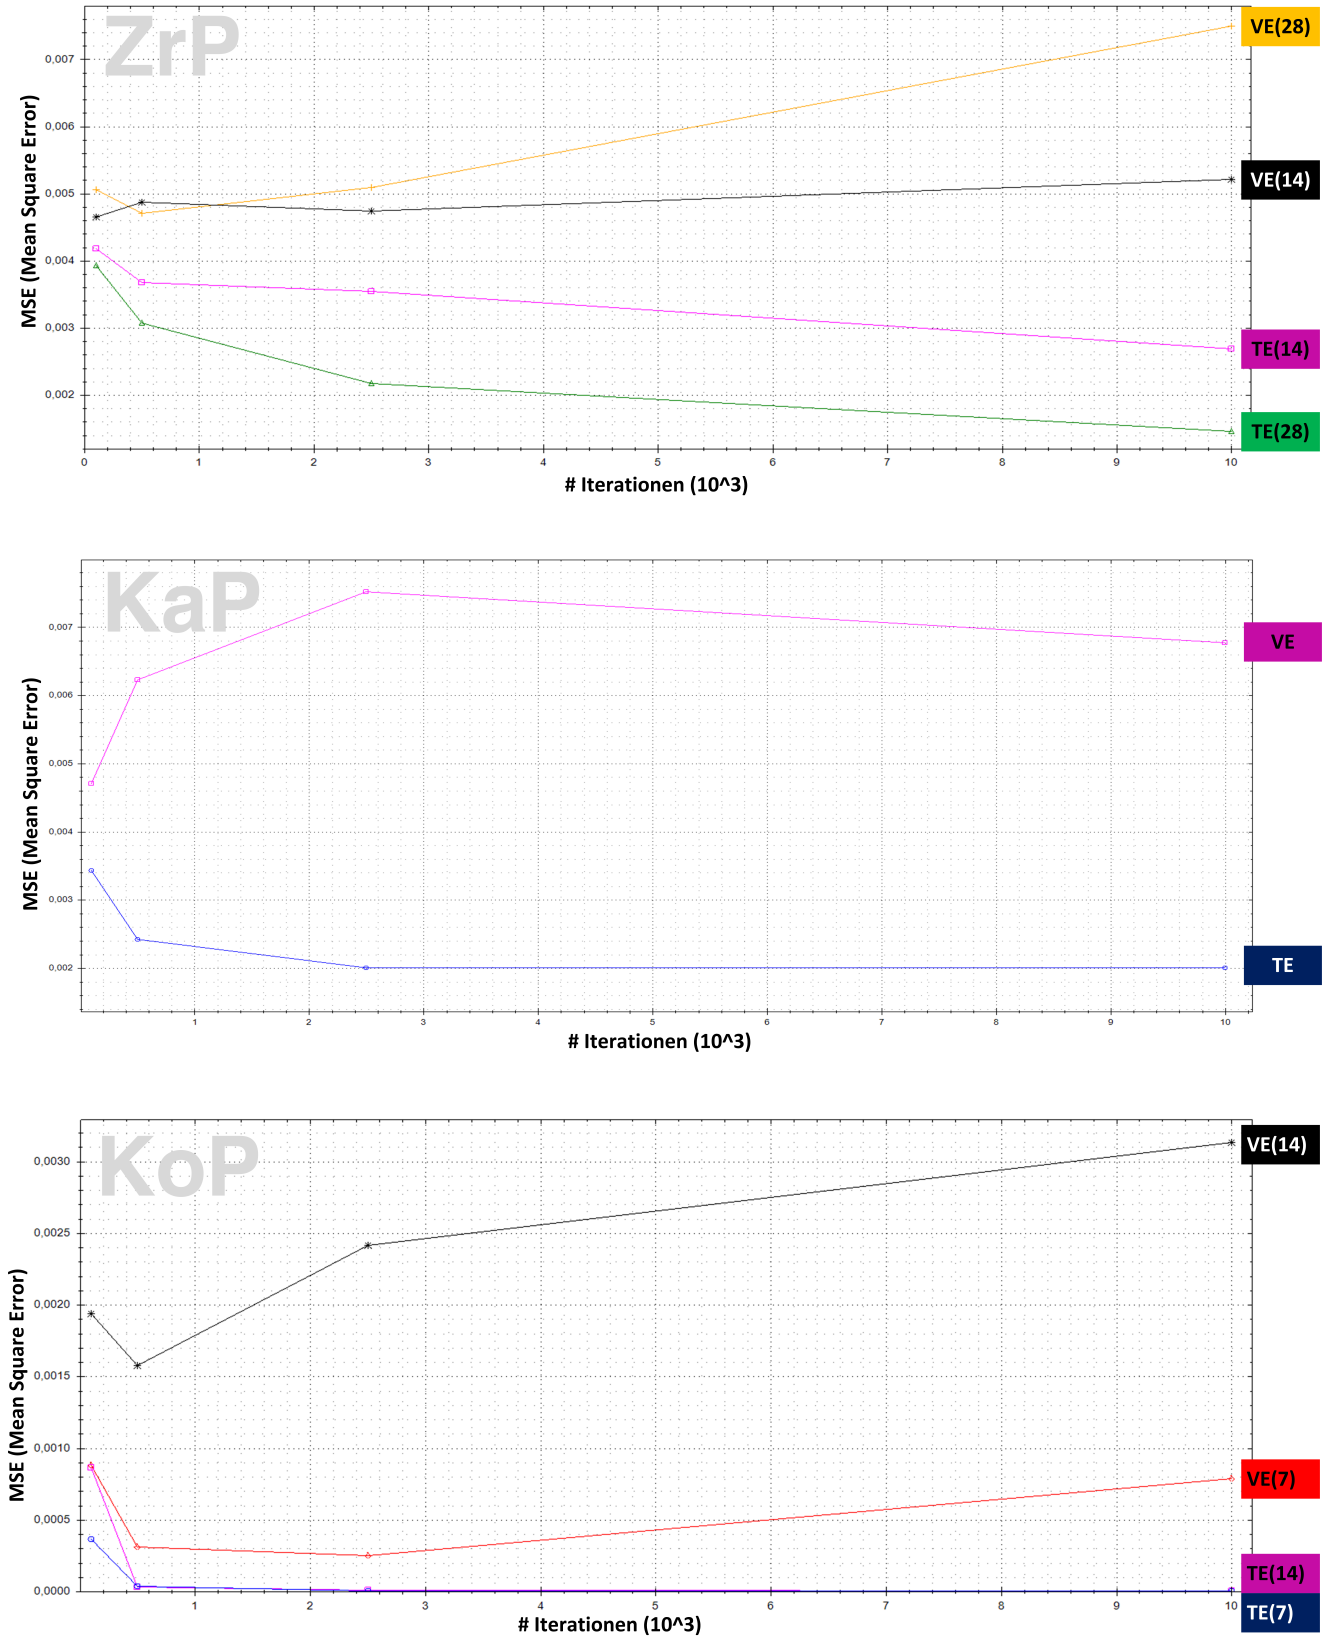 ZrP
VE(28)
0,007
0,006
VE(14)
0,005
0,004
TE(14)
0,003
0,002
TE(28)
MSE (Mean Square Error)
0 1 2 3 4 5 6 7 8 9 10
# Iterationen (10^3)
KaP
0,007
VE
0,006
0,005
0,004
0,003
0,002
TE
MSE (Mean Square Error)
1 2 3 4 5 6 7 8 9 10
# Iterationen (10^3)
KoP
VE(14)
0,0030
0,0025
0,0020
0,0015
0,0010
VE(7)
0,0005
TE(14)
0,0000
MSE (Mean Square Error)
1 2 3 4 5 6 7 8 9 10
TE(7)
# Iterationen (10^3)